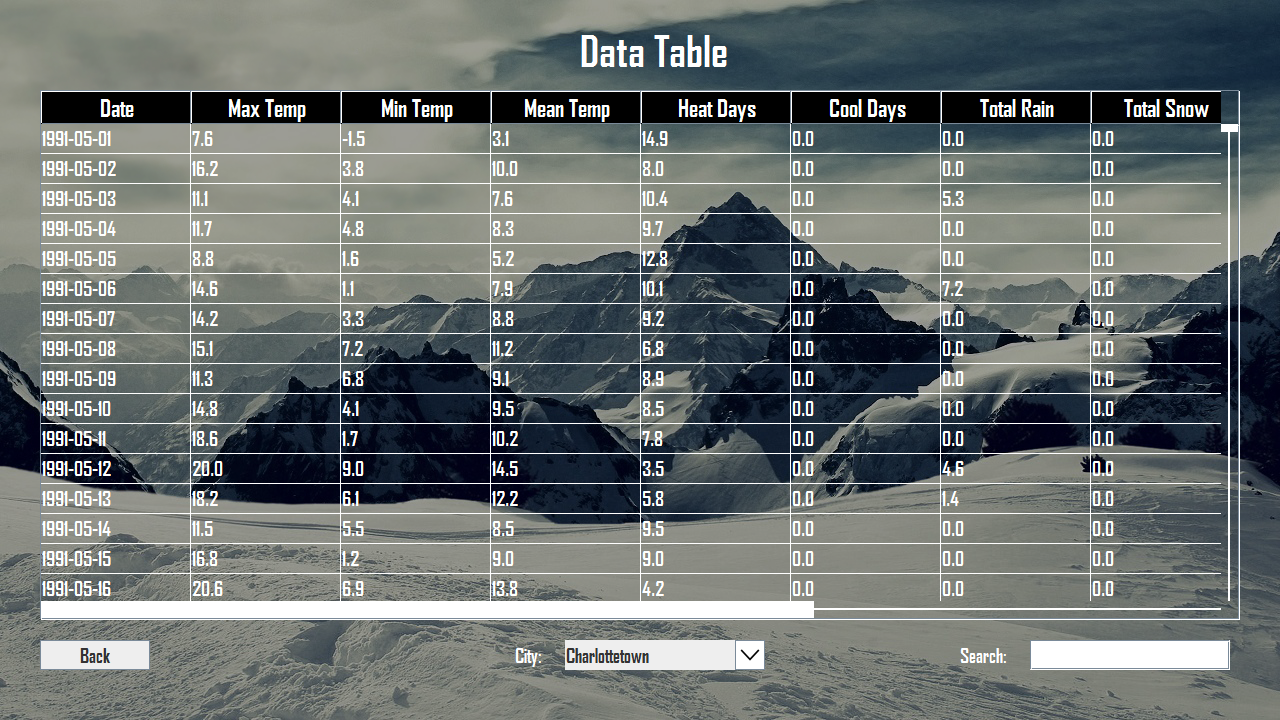 Data Table
Date Max Temp Min Temp Mean Temp Heat Days Cool Days Total Rain Total Snow
1991-05-01 7.6 -1.5 3.1 14.9 0.0 0.0 0.0
1991-05-02 16.2 3.8 10.0 8.0 0.0 0.0 0.0
1991-05-03 11.1 4.1 7.6 10.4 0.0 5.3 0.0
1991-05-04 11.7 4.8 8.3 9.7 0.0 0.0 0.0
1991-05-05 8.8 1.6 5.2 12.8 0.0 0.0 0.0
1991-05-06 14.6 1.1 7.9 10.1 0.0 7.2 0.0
1991-05-07 14.2 3.3 8.8 9.2 0.0 0.0 0.0
1991-05-08 15.1 7.2 11.2 6.8 0.0 0.0 0.0
1991-05-09 11.3 6.8 9.1 8.9 0.0 0.0 0.0
1991-05-10 14.8 4.1 9.5 8.5 0.0 0.0 0.0
1991-05-11 18.6 1.7 10.2 7.8 0.0 0.0 0.0
1991-05-12 20.0 9.0 14.5 3.5 0.0 4.6 0.0
1991-05-13 18.2 6.1 12.2 5.8 0.0 1.4 0.0
1991-05-14 11.5 5.5 8.5 9.5 0.0 0.0 0.0
1991-05-15 16.8 1.2 9.0 9.0 0.0 0.0 0.0
1991-05-16 20.6 6.9 13.8 4.2 0.0 0.0 0.0
Back City: Charlottetown Search: